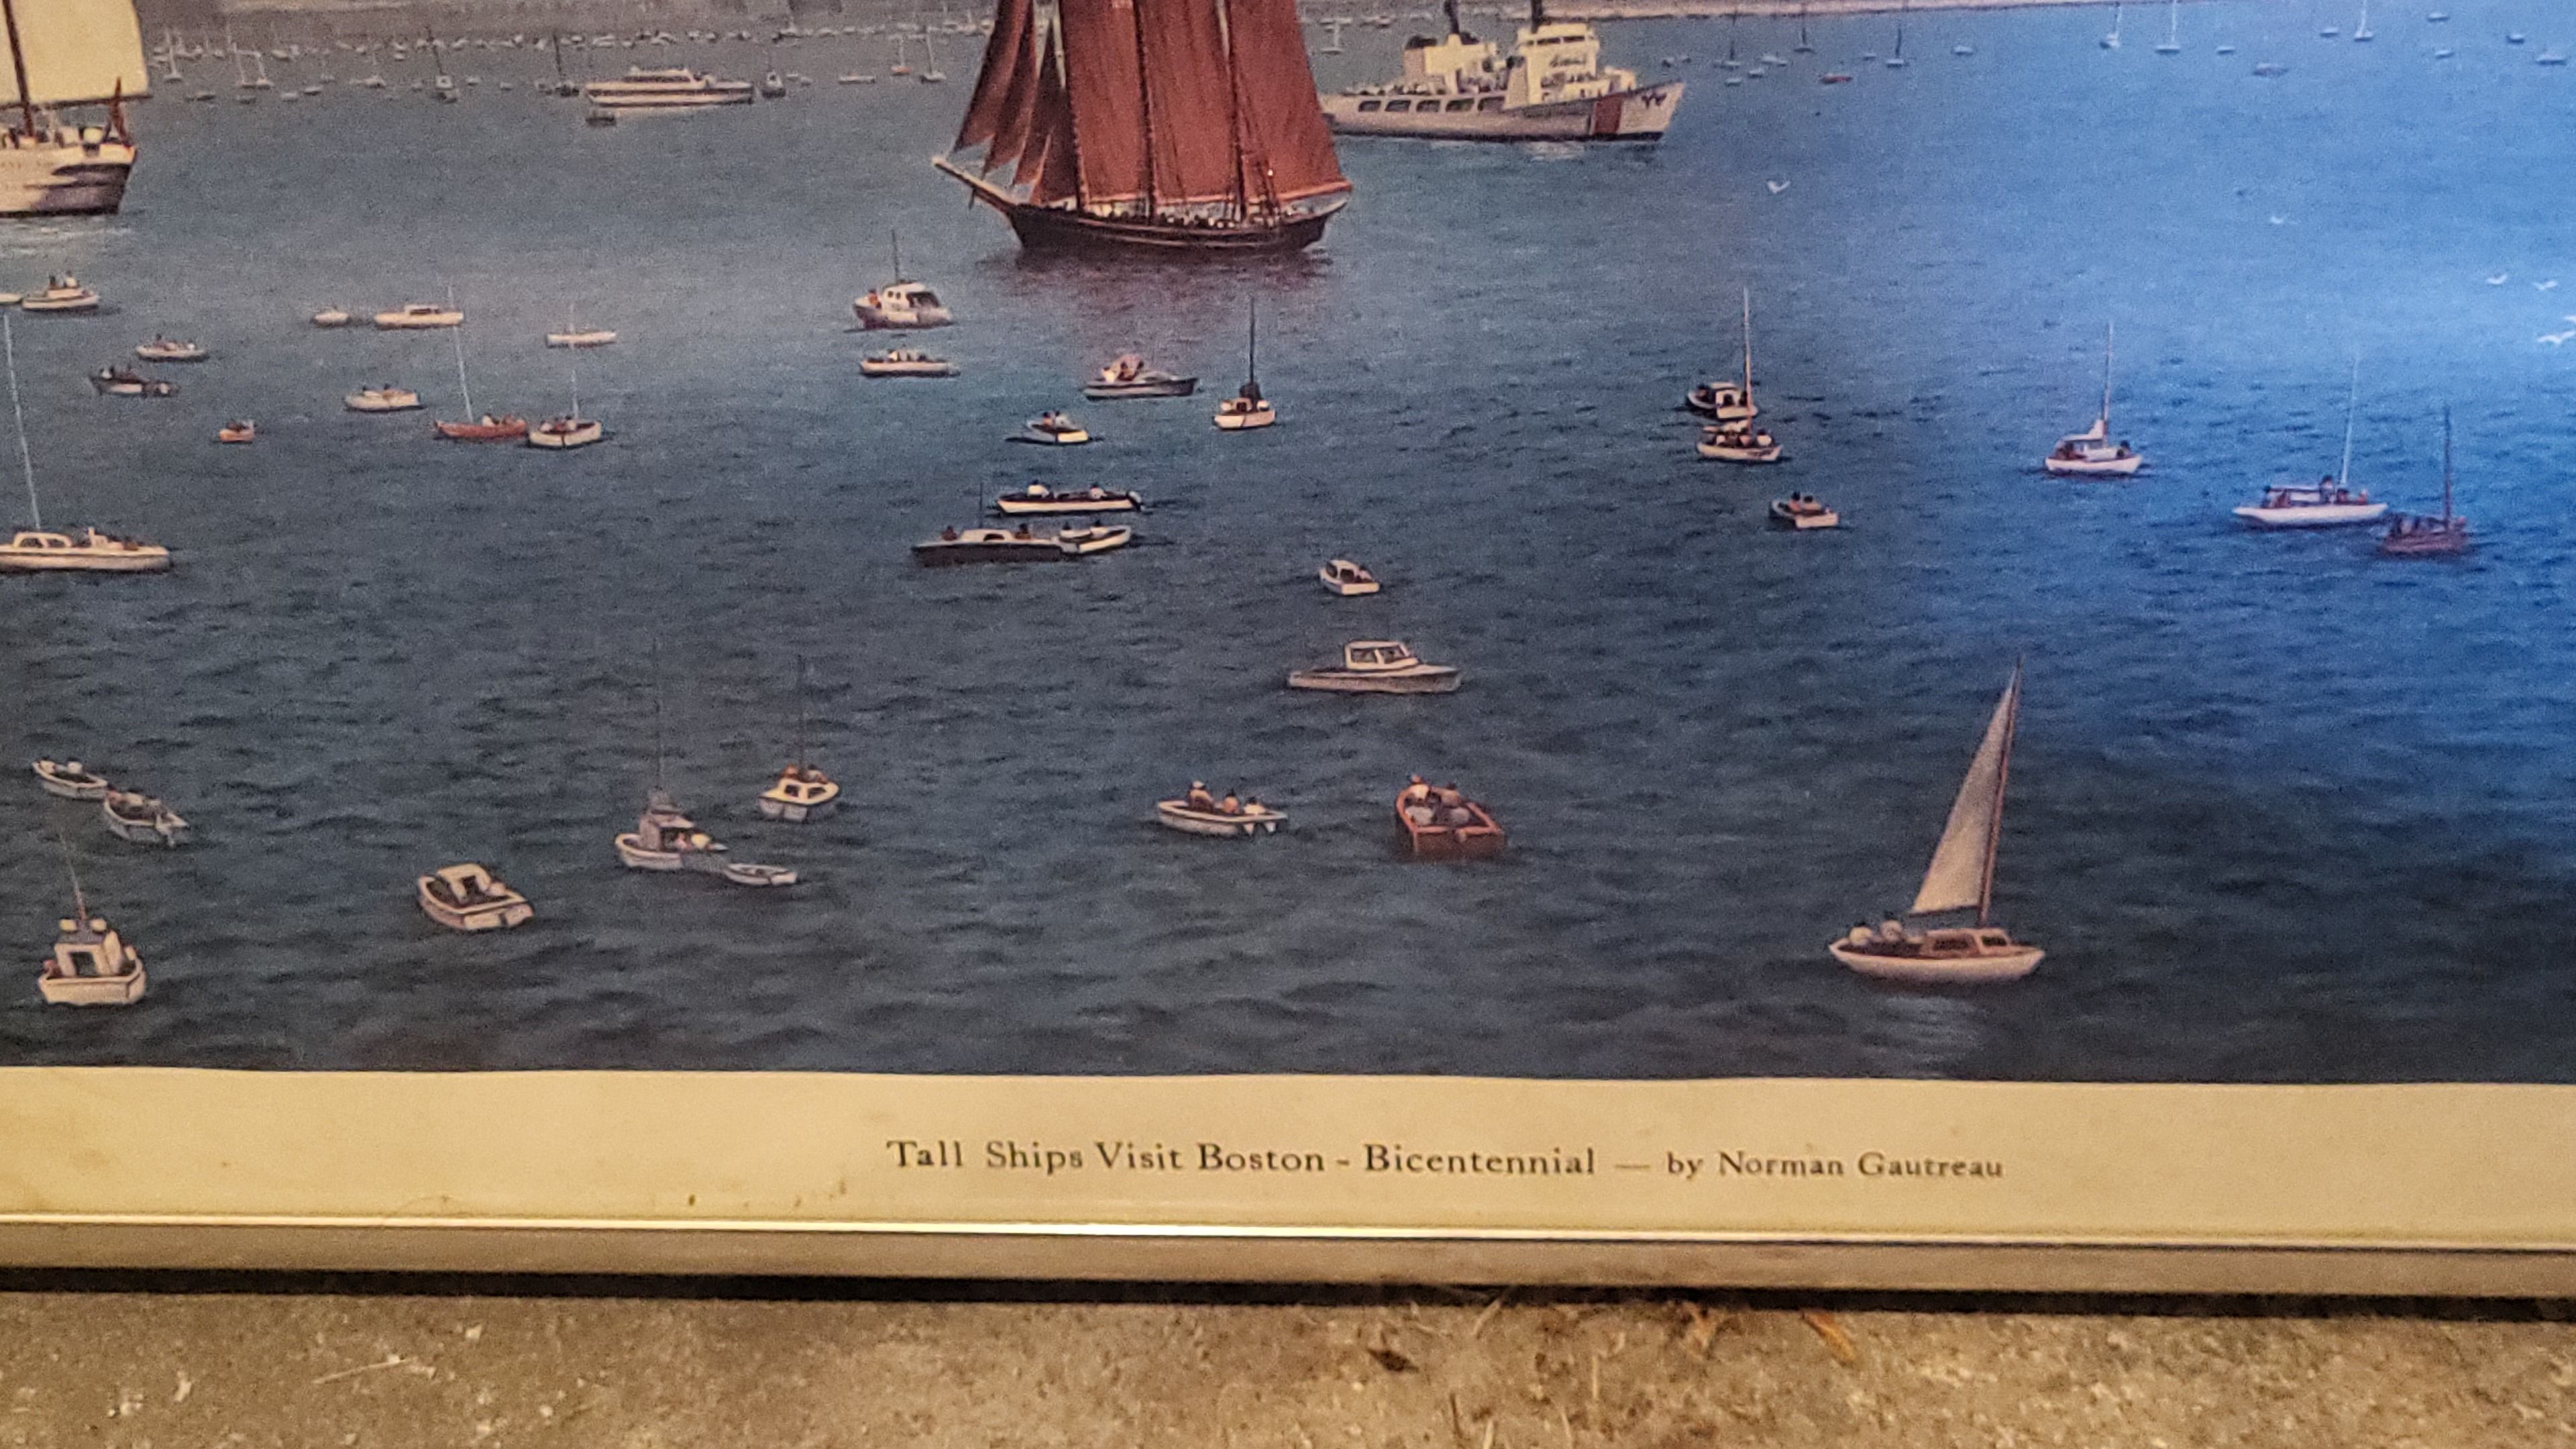 Tall Ships Visit Boston - Bicentennial — by Norman Gautreau